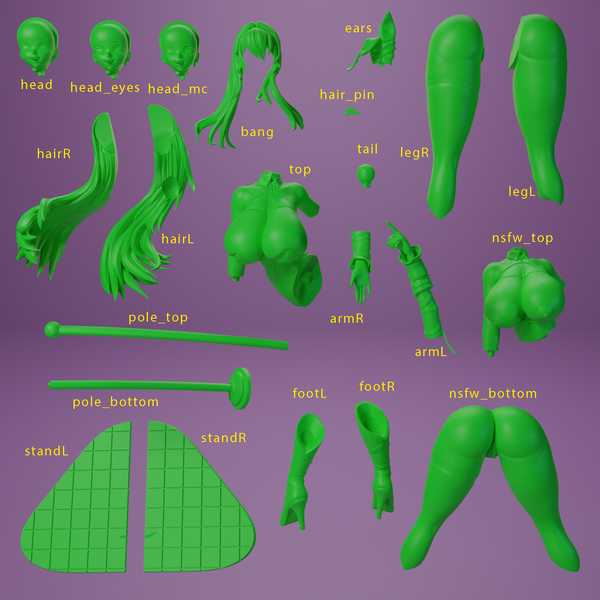 head
head_eyes
head_mc
bang
ears
hair_pin
hairR
hairL
top
tail
legR
legL
nsfw_top
armR
armL
pole_top
pole_bottom
footL
footR
nsfw_bottom
standL
standR